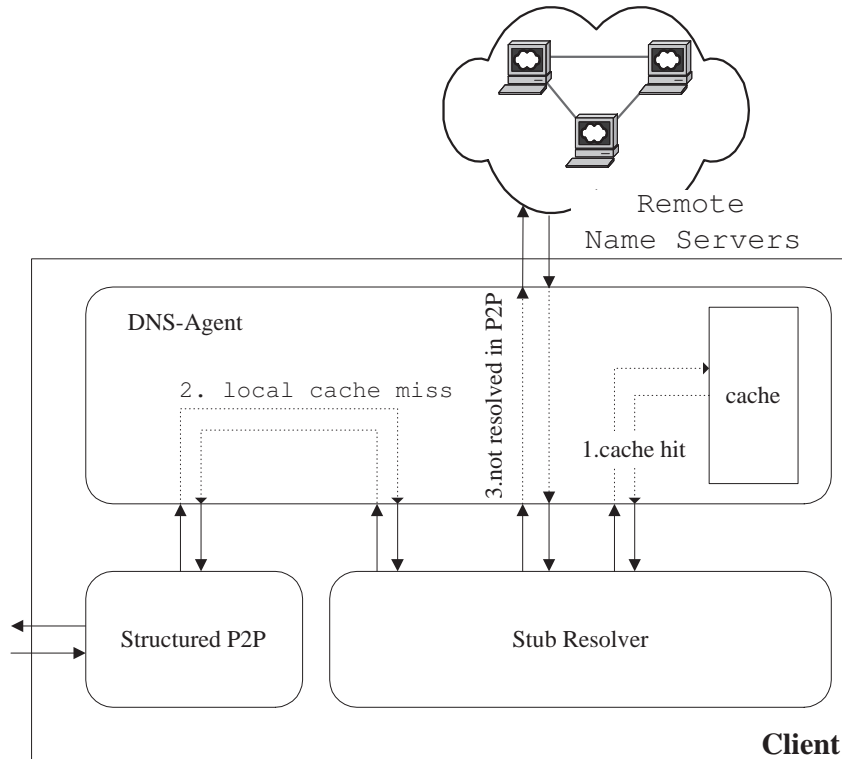 Remote
Name Servers
DNS-Agent
2. local cache miss
3.not resolved in P2P
1.cache hit
cache
Structured P2P
Stub Resolver
Client